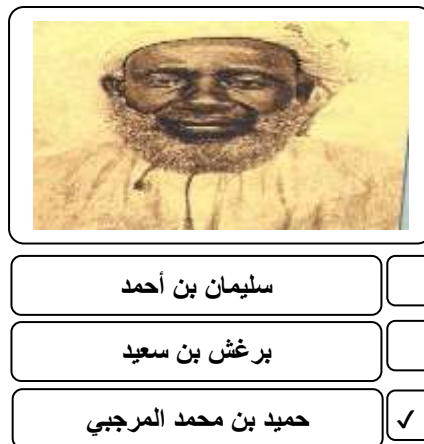 سليمان بن أحمد
برغش بن سعيد
حميد بن محمد المرجبي ✓